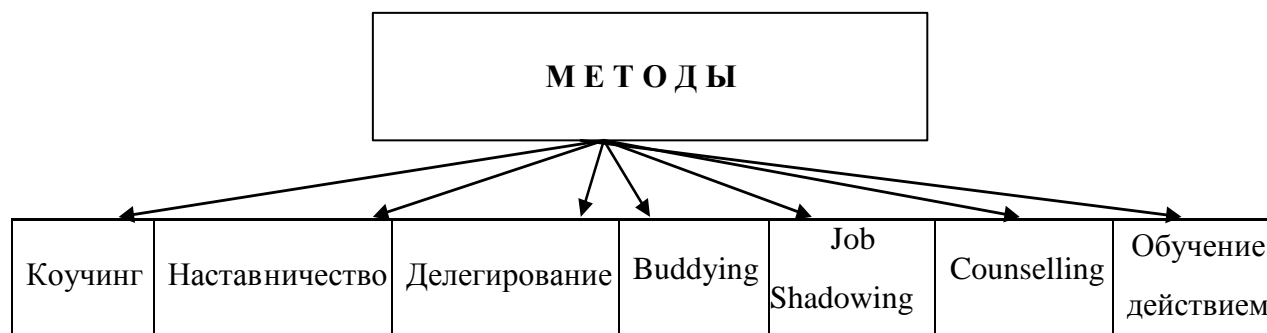 М Е Т О Д Ы
Коучинг
Наставничество
Делегирование
Buddying
Job
Shadowing
Counselling
Обучение
действием